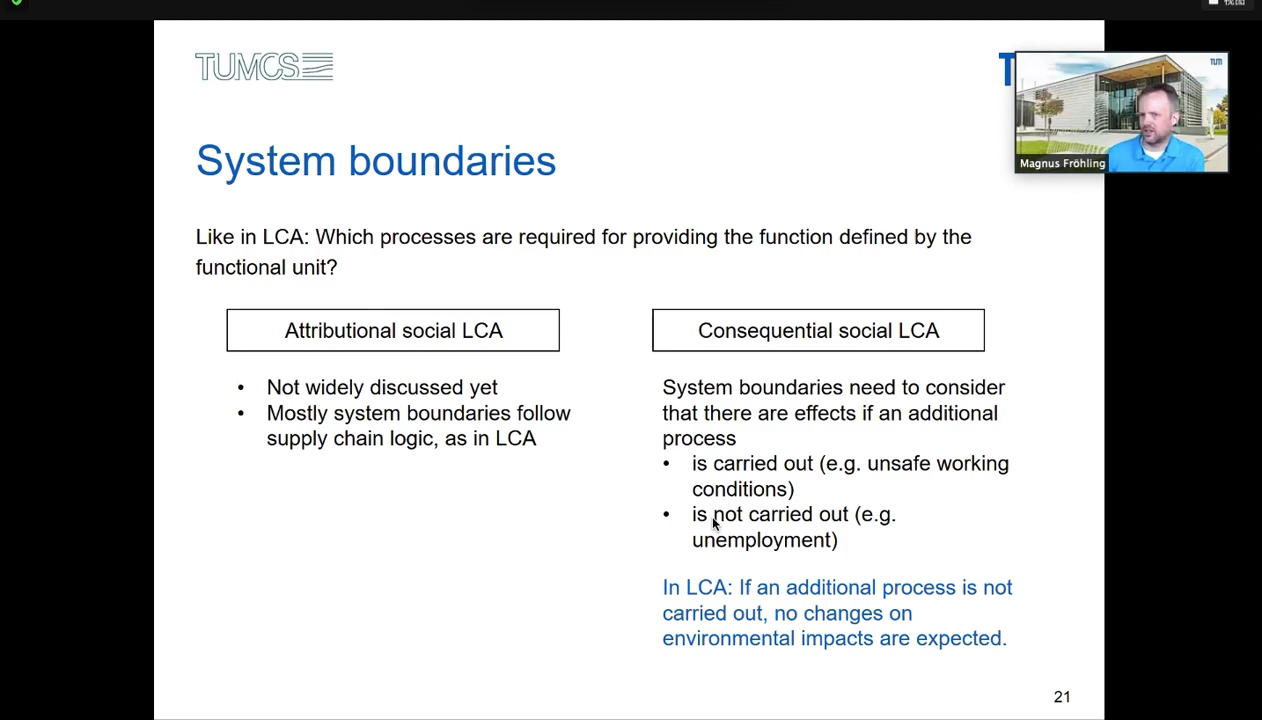 TUMCS
TUM
Magnus Fröhling
System boundaries
Like in LCA: Which processes are required for providing the function defined by the
functional unit?
Attributional social LCA
• Not widely discussed yet
• Mostly system boundaries follow
supply chain logic, as in LCA
Consequential social LCA
System boundaries need to consider
that there are effects if an additional
process
• is carried out (e.g. unsafe working
conditions)
• is not carried out (e.g.
unemployment)
In LCA: If an additional process is not
carried out, no changes on
environmental impacts are expected.
21